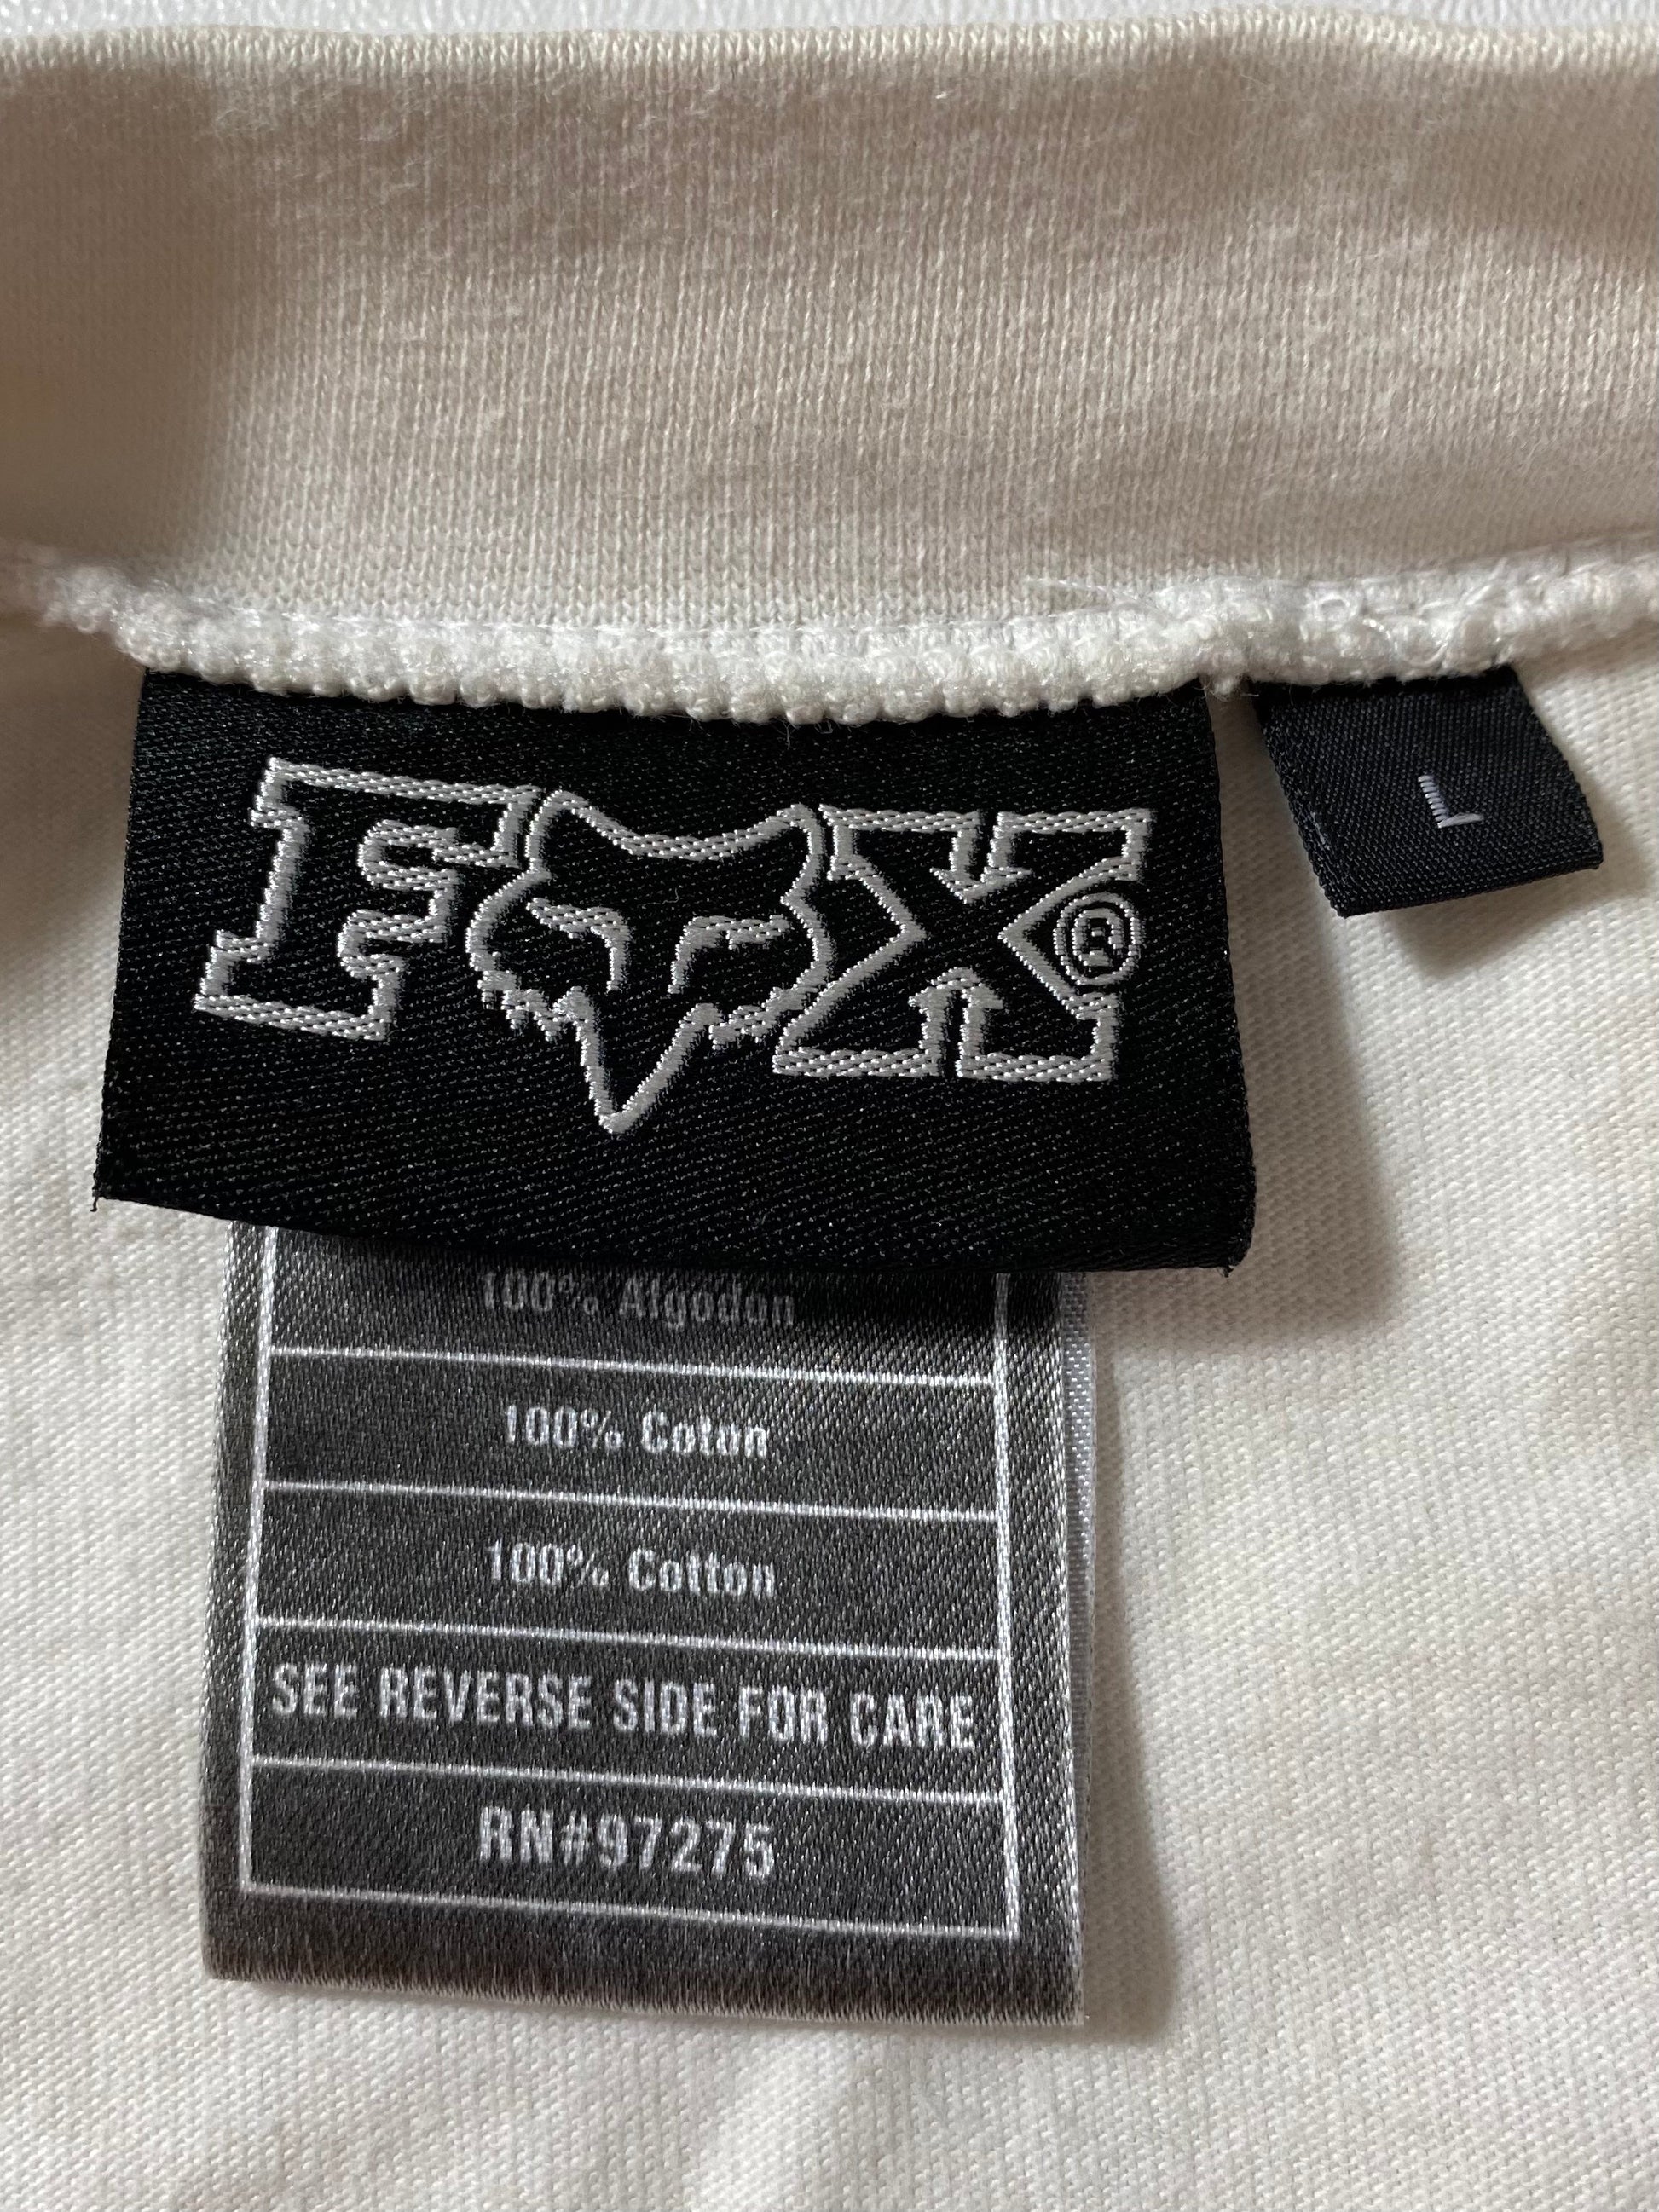 FOX®
L
100% Algodon
100% Coton
100% Cotton
SEE REVERSE SIDE FOR CARE
RN#97275